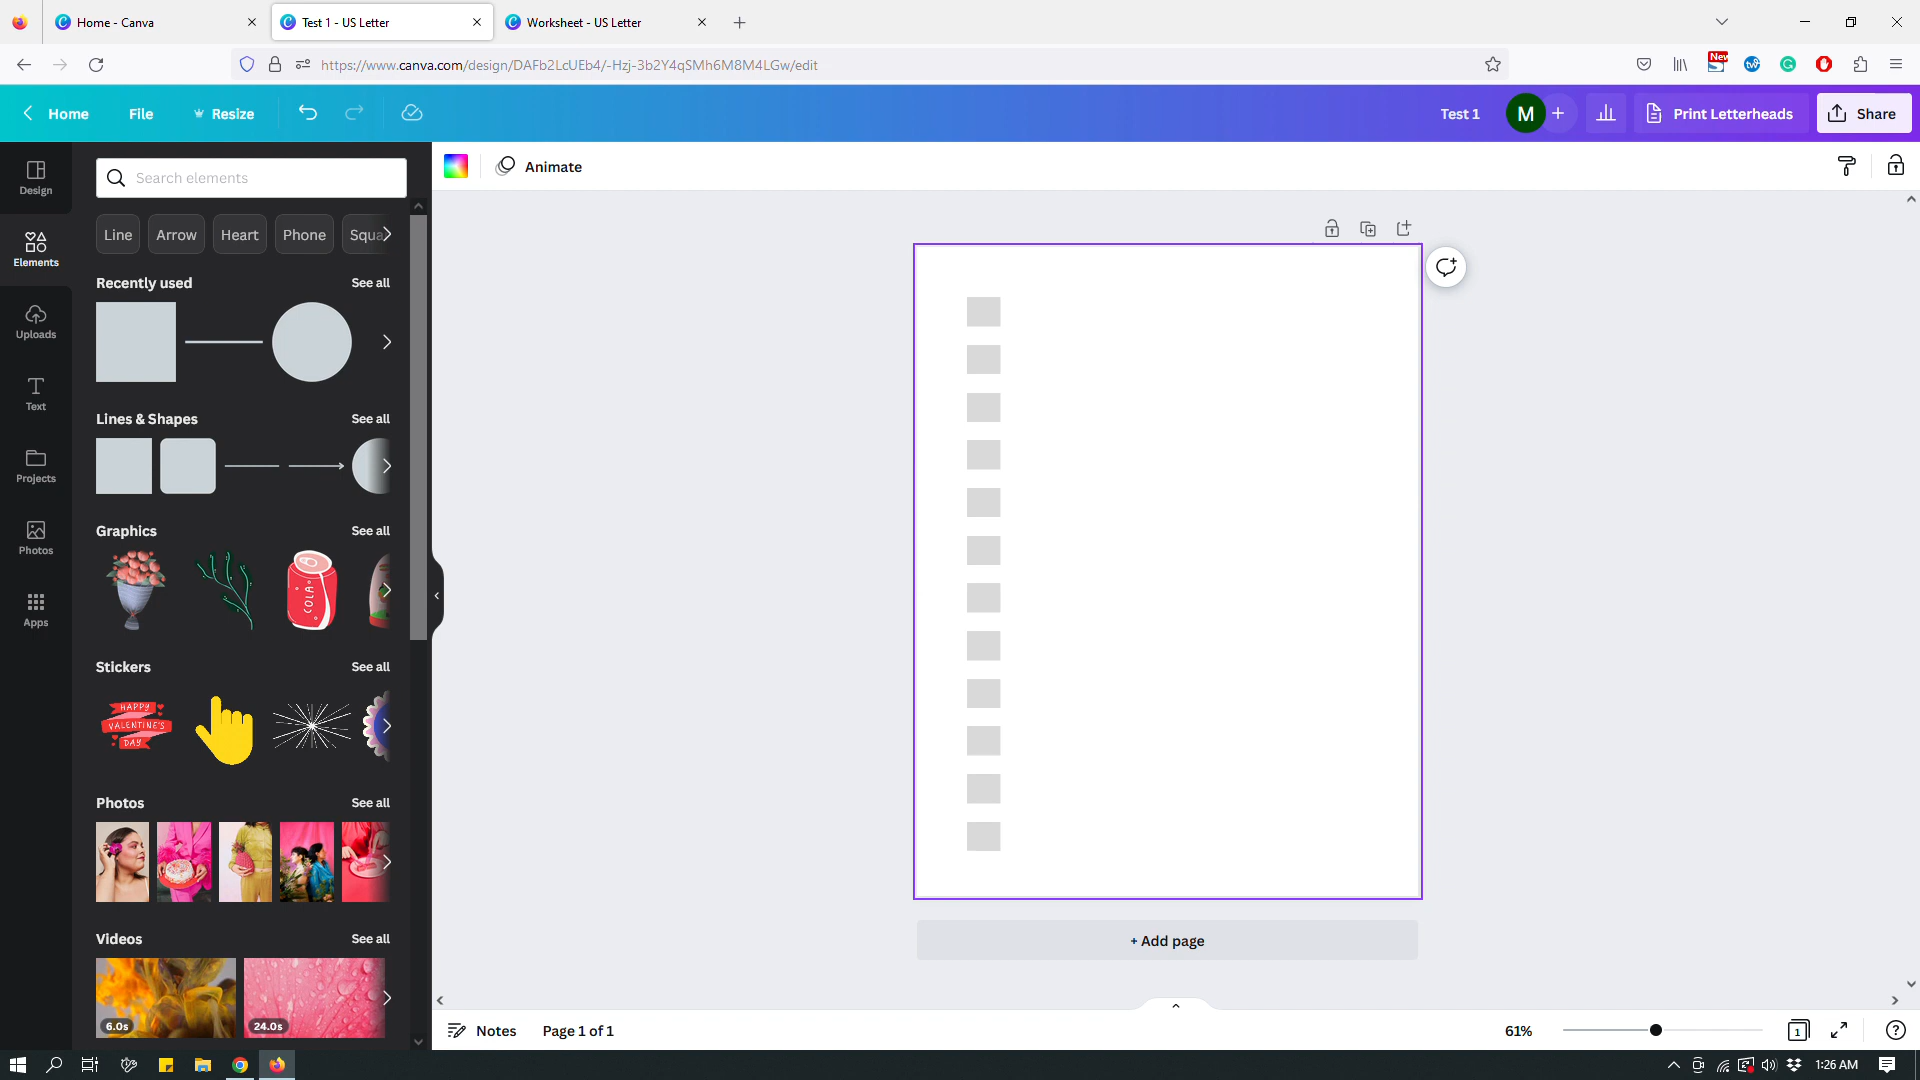 Home - Canva
Test 1 - US Letter
Worksheet - US Letter
https://www.canva.com/design/DAFb2LcUEb4/-Hzj-3b2Y4qSMh6M8M4LGw/edit
New
Home
File
Resize
Test 1
M
Print Letterheads
Share
Design
Elements
Uploads
Text
Projects
Photos
Apps
Search elements
Line
Arrow
Heart
Phone
Squa
Recently used
See all
Lines & Shapes
See all
Graphics
See all
COLA
Stickers
See all
HAPPY
VALENTINE'S
DAY
Photos
See all
Videos
See all
6.0s
24.0s
Animate
+ Add page
Notes
Page 1 of 1
61%
1
1:26 AM